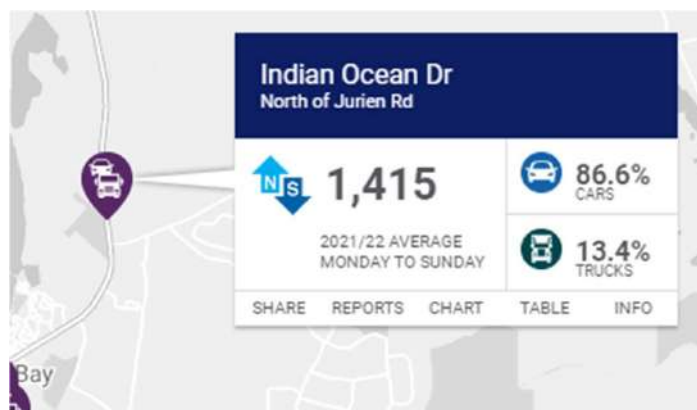 Indian Ocean Dr
North of Jurien Rd
N S
1,415
2021/22 AVERAGE
MONDAY TO SUNDAY
86.6%
CARS
13.4%
TRUCKS
SHARE REPORTS CHART TABLE INFO
Bay